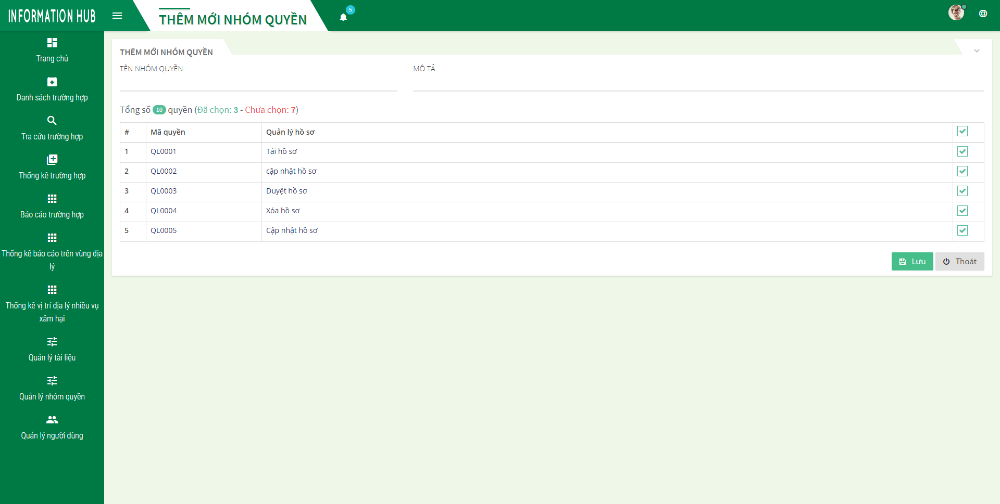 INFORMATION HUB
THÊM MỚI NHÓM QUYỀN
5
Trang chủ
Danh sách trường hợp
Tra cứu trường hợp
Thống kê trường hợp
Báo cáo trường hợp
Thống kê báo cáo trên vùng địa
lý
Thống kê vị trí địa lý nhiều vụ
xâm hại
Quản lý tài liệu
Quản lý nhóm quyền
Quản lý người dùng
THÊM MỚI NHÓM QUYỀN
TÊN NHÓM QUYỀN MÔ TẢ
Tổng số 10 quyền (Đã chọn: 3 - Chưa chọn: 7)
# Mã quyền Quản lý hồ sơ
1 QL0001 Tải hồ sơ
2 QL0002 cập nhật hồ sơ
3 QL0003 Duyệt hồ sơ
4 QL0004 Xóa hồ sơ
5 QL0005 Cập nhật hồ sơ
Lưu Thoát